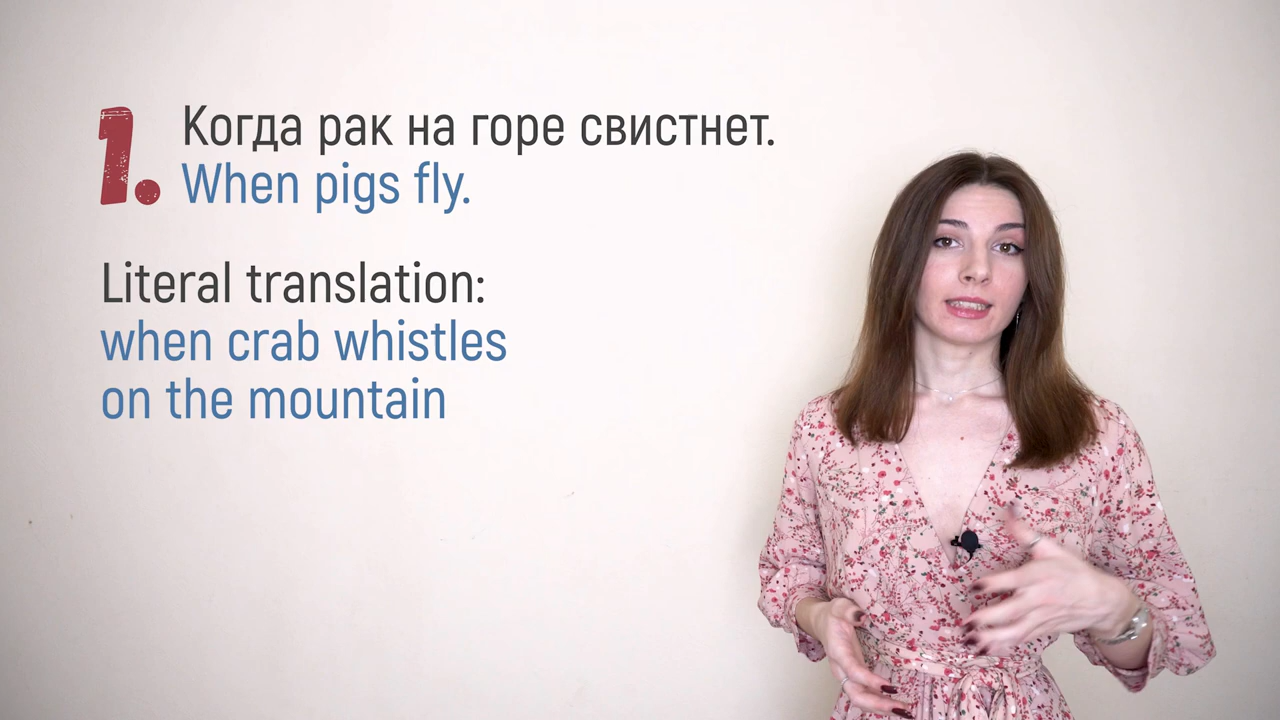 1. Когда рак на горе свистнет.
When pigs fly.
Literal translation:
when crab whistles
on the mountain